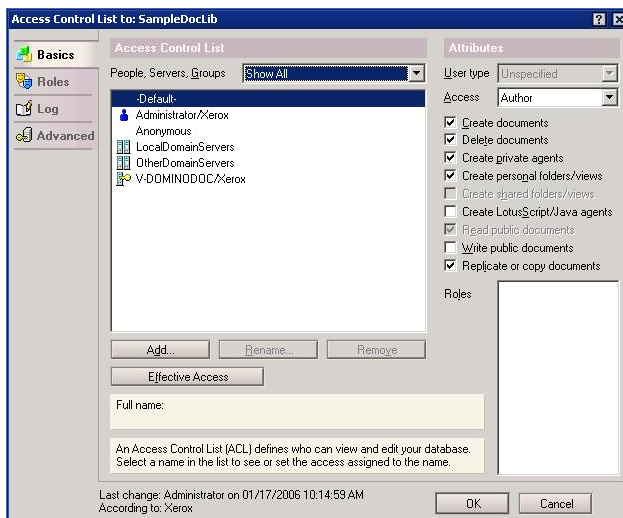 Access Control List to: SampleDocLib
Basics
Roles
Log
Advanced
Access Control List
People, Servers, Groups Show All
-Default-
Administrator/Xerox
Anonymous
LocalDomainServers
OtherDomainServers
V-DOMINODOC/Xerox
Add... Rename... Remove
Effective Access
Full name:
An Access Control List (ACL) defines who can view and edit your database.
Select a name in the list to see or set the access assigned to the name.
Attributes
User type Unspecified
Access Author
Create documents
Delete documents
Create private agents
Create personal folders/views
Create shared folders/views
Create LotusScript/Java agents
Read public documents
Write public documents
Replicate or copy documents
Roles
Last change: Administrator on 01/17/2006 10:14:59 AM
According to: Xerox
OK Cancel